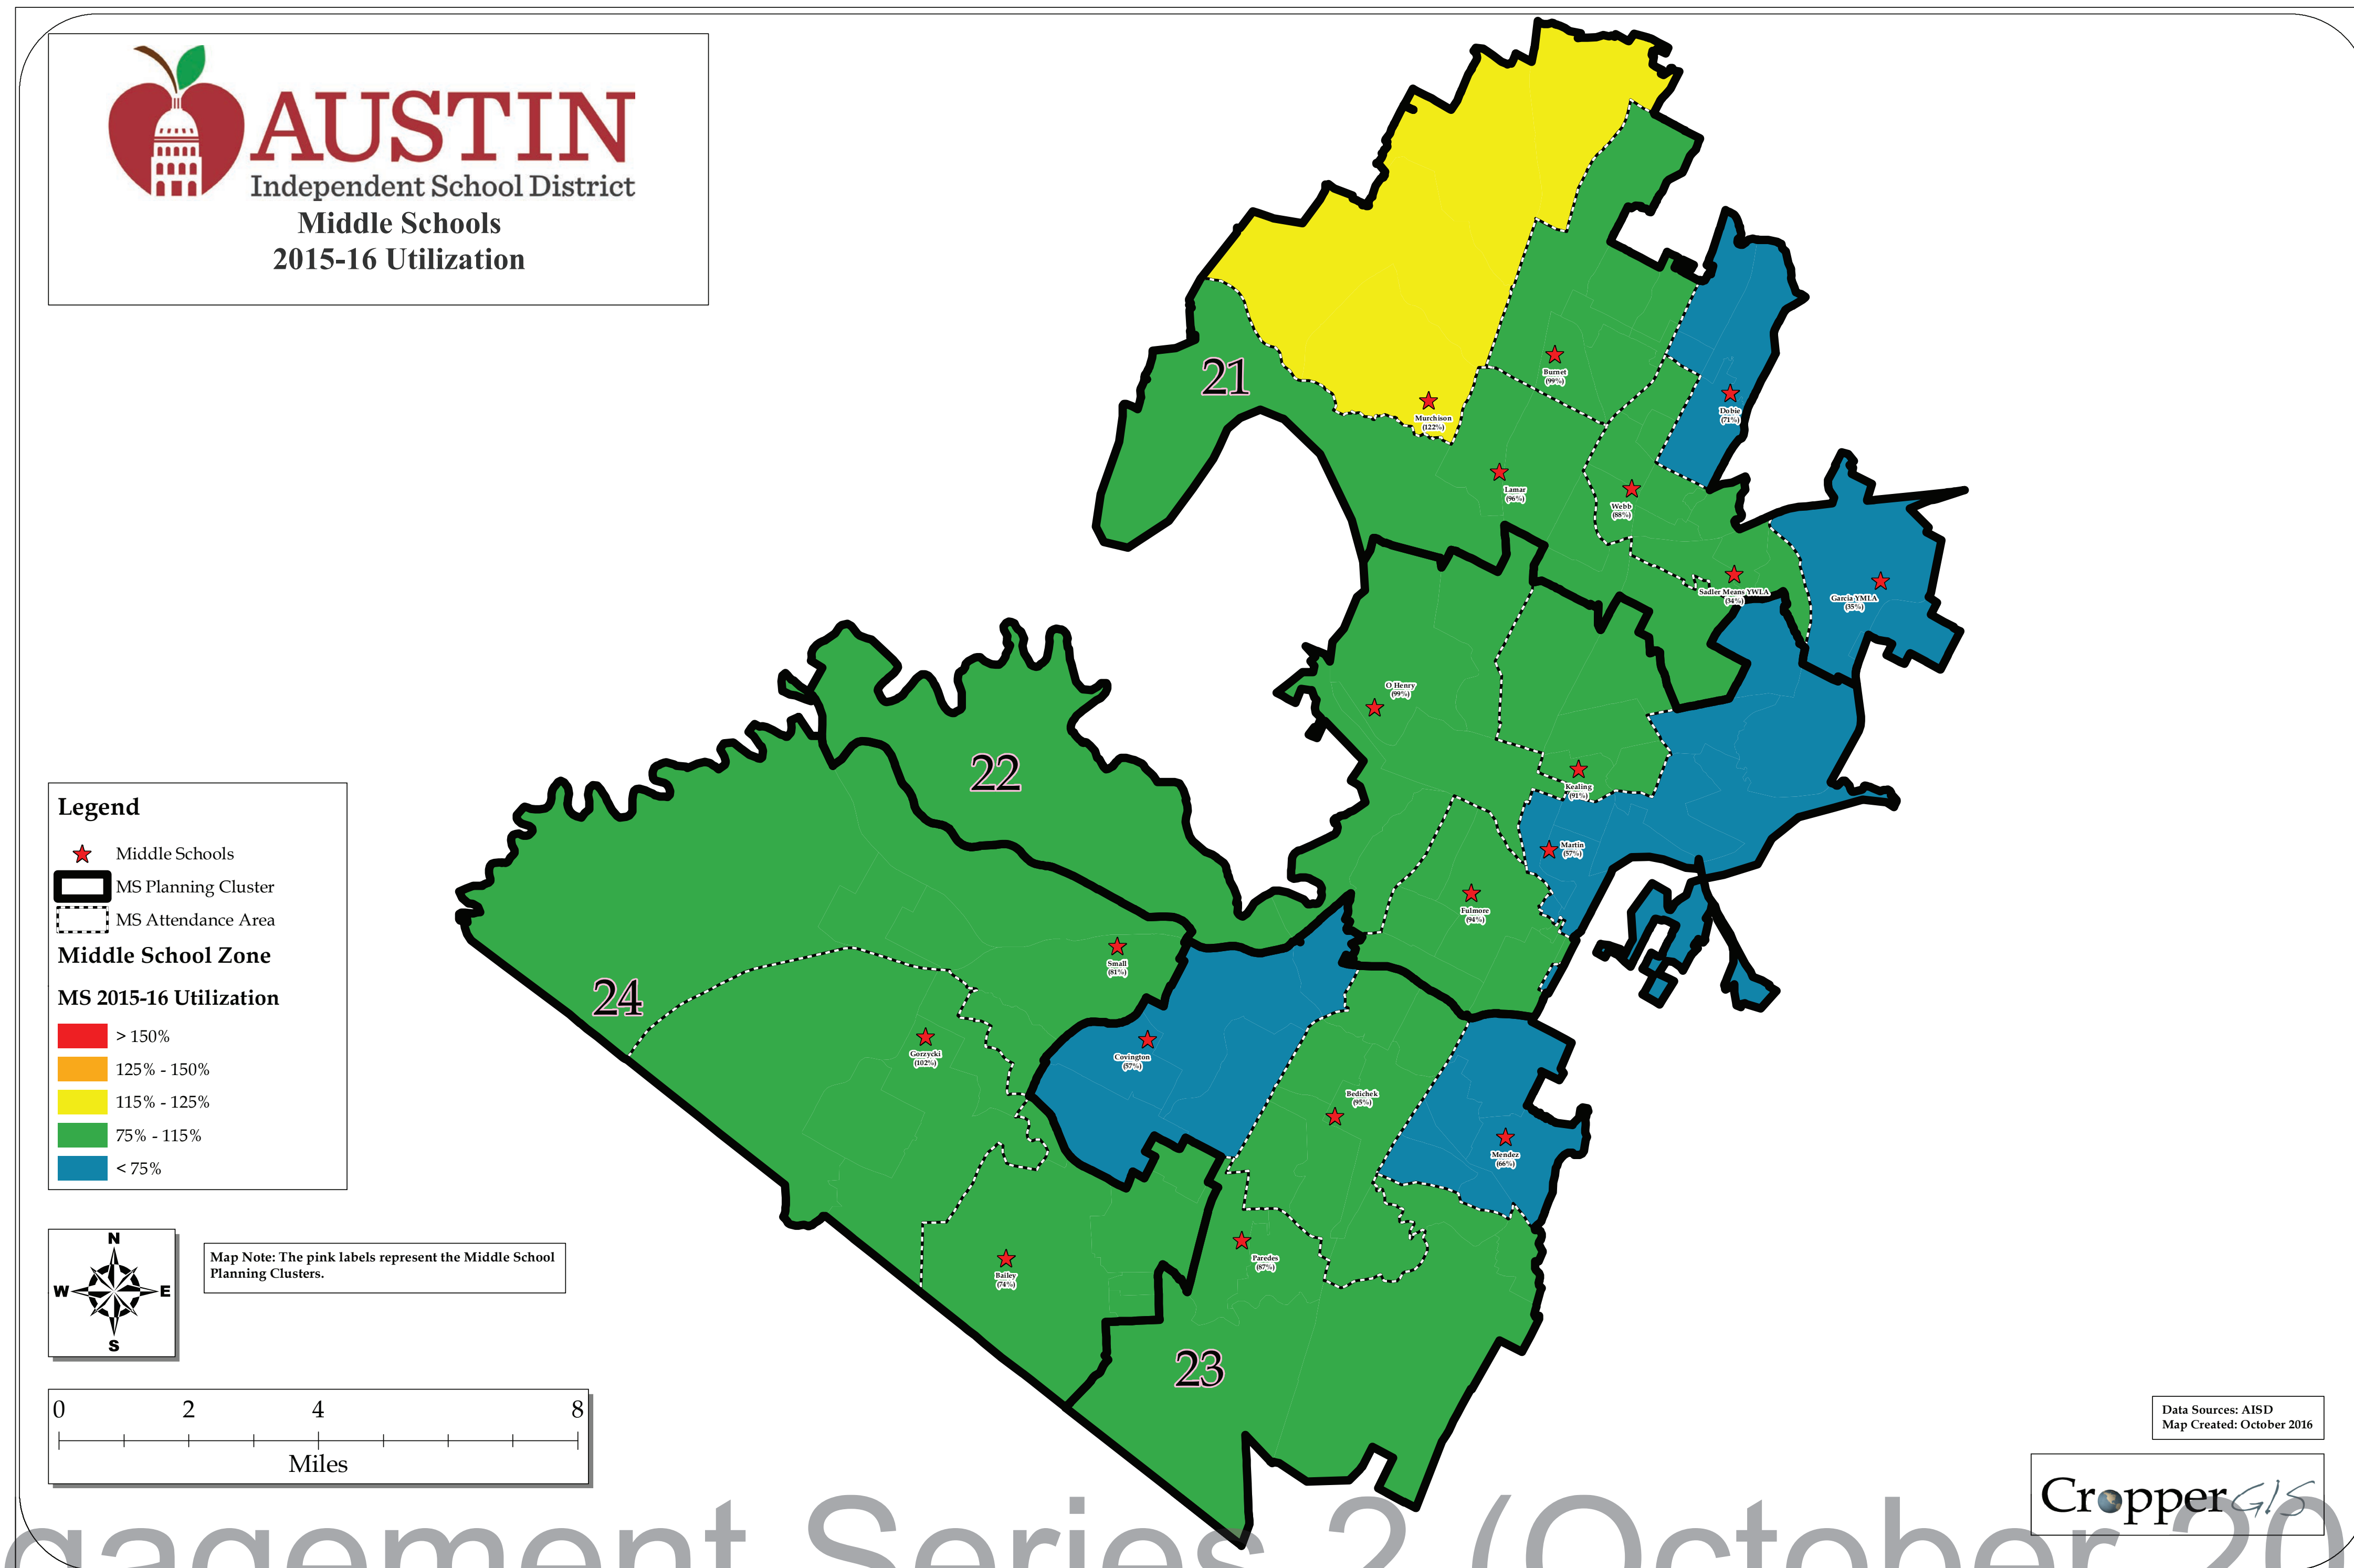 AUSTIN
Independent School District
Middle Schools
2015-16 Utilization
21
Murchison
(122%)
Burnet
(99%)
Dobie
(71%)
Lamar
(96%)
Webb
(88%)
Sadler Means YWLA
(34%)
Garcia YMLA
(35%)
O Henry
(99%)
22
Kealing
(91%)
Martin
(57%)
Fulmore
(94%)
Small
(81%)
24
Gorzycki
(102%)
Covington
(57%)
Bedichek
(95%)
Mendez
(66%)
Paredes
(87%)
Bailey
(74%)
23
Legend
Middle Schools
MS Planning Cluster
MS Attendance Area
Middle School Zone
MS 2015-16 Utilization
> 150%
125% - 150%
115% - 125%
75% - 115%
< 75%
N
W E
S
Map Note: The pink labels represent the Middle School
Planning Clusters.
0 2 4 8
Miles
Data Sources: AISD
Map Created: October 2016
Cropper GIS
gagement Series 2 (October 20